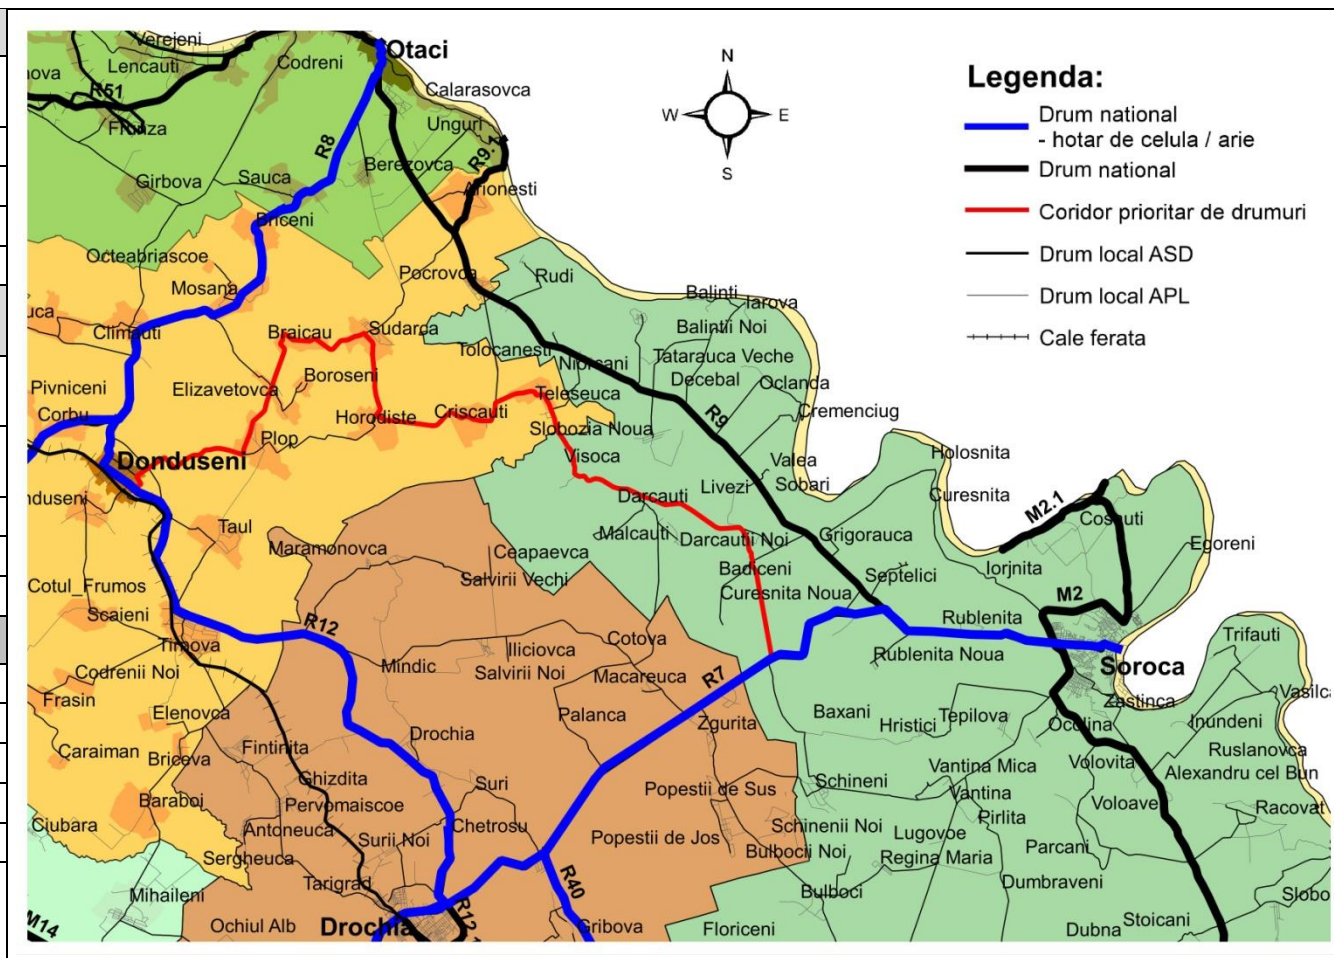 Verejeni
Otaci
Codreni
Lencauti
R51
Calarasovca
Frunza
Unguri
R8
Berezovca
Sauca
Girbova
Arionesti
Briceni
Octeabriascoe
Pocrovca
Rudi
Mosana
Balinti
Iarova
Climauti
Braicau
Sudarca
Balintii Noi
Tolocanesti
Niorcani
Tatarauca Veche
Boroseni
Decebal
Oclanda
Pivniceni
Elizavetovca
Teleseuca
Corbu
Horodiste
Criscauti
R9
Cremenciug
Plop
Slobozia Noua
Holosnita
Visoca
Donduseni
Valea
Sobari
Livezi
Darcauti
Curesnita
M2.1
Cosauti
Taul
Malcauti
Darcautii Noi
Grigorauca
Egoreni
Maramonovca
Ceapaevca
Badiceni
Septelici
Iorjnita
Cotul_Frumos
Salvirii Vechi
Curesnita Noua
M2
Scaieni
R12
Rublenita
Tirnova
Iliciovca
Cotova
Trifauti
Codrenii Noi
Mindic
Salvirii Noi
Macareuca
R7
Rublenita Noua
Soroca
Frasin
Zastinca
Elenovca
Palanca
Zgurita
Baxani
Hristici
Tepilova
Ocolina
Inundeni
Drochia
Fintinita
Caraiman
Briceva
Ruslanovca
Ghizdita
Suri
Schineni
Vantina Mica
Volovita
Alexandru cel Bun
Baraboi
Pervomaiscoe
Popestii de Sus
Vantina
Voloave
Racovat
Ciubara
Antoneuca
Chetrosu
Schinenii Noi
Pirlita
Surii Noi
Popestii de Jos
Lugovoe
Parcani
Sergheuca
Bulbocii Noi
Regina Maria
Tarigrad
R40
Dumbraveni
Mihaileni
Bulboci
M14
Ochiul Alb
Drochia
Gribova
Floriceni
Dubna
Stoicani
N
W
E
S
Legenda:
Drum national
- hotar de celula / arie
Drum national
Coridor prioritar de drumuri
Drum local ASD
Drum local APL
Cale ferata